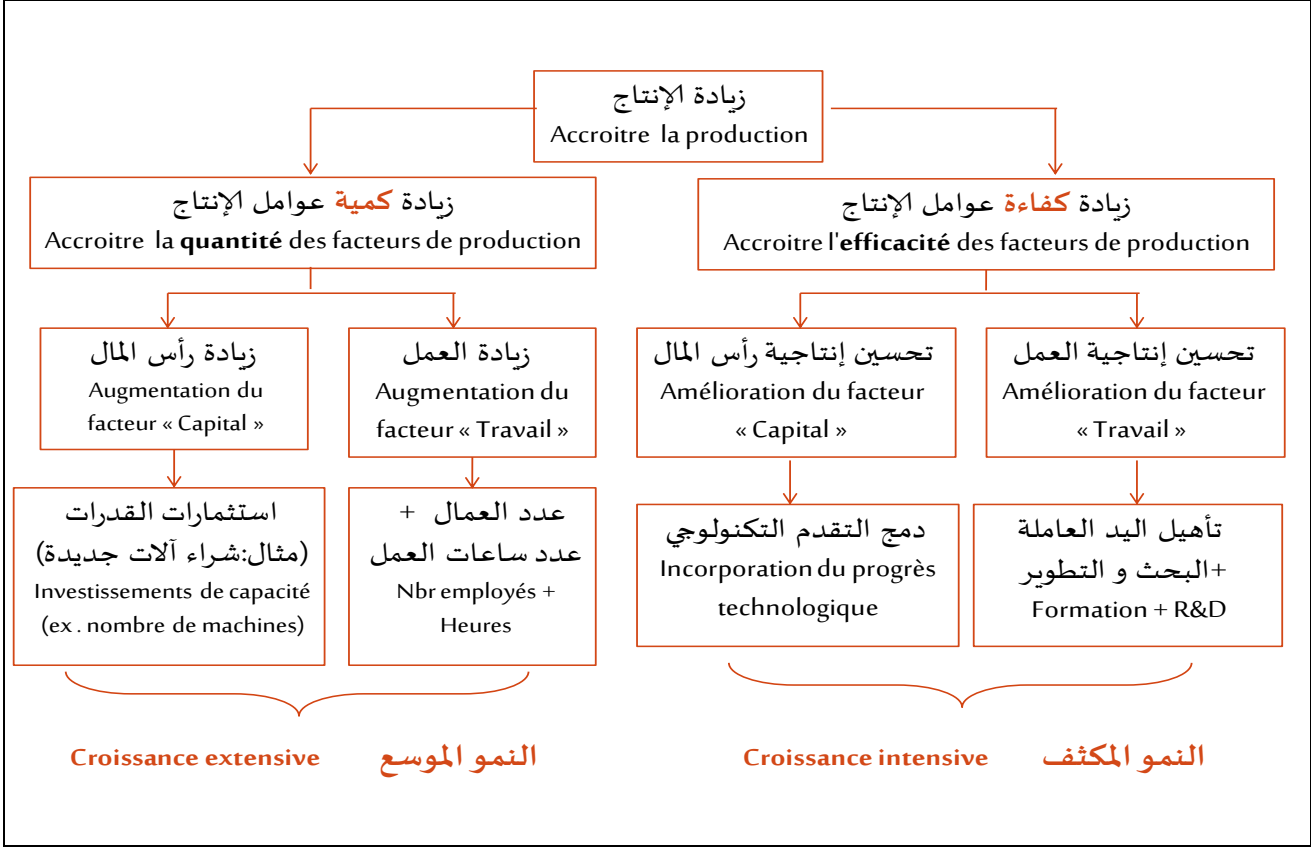 زيادة الإنتاج
Accroitre la production
زيادة كمية عوامل الإنتاج
Accroitre la quantité des facteurs de production
زيادة كفاءة عوامل الإنتاج
Accroitre l'efficacité des facteurs de production
زيادة رأس المال
Augmentation du
facteur « Capital »
زيادة العمل
Augmentation du
facteur « Travail »
تحسين إنتاجية رأس المال
Amélioration du facteur
« Capital »
تحسين إنتاجية العمل
Amélioration du facteur
« Travail »
استثمارات القدرات
(مثال:شراء آلات جديدة)
Investissements de capacité
(ex . nombre de machines)
عدد العمال +
عدد ساعات العمل
Nbr employés +
Heures
دمج التقدم التكنولوجي
Incorporation du progrès
technologique
تأهيل اليد العاملة
+البحث و التطوير
Formation + R&D
Croissance extensive النمو الموسع
Croissance intensive النمو المكثف